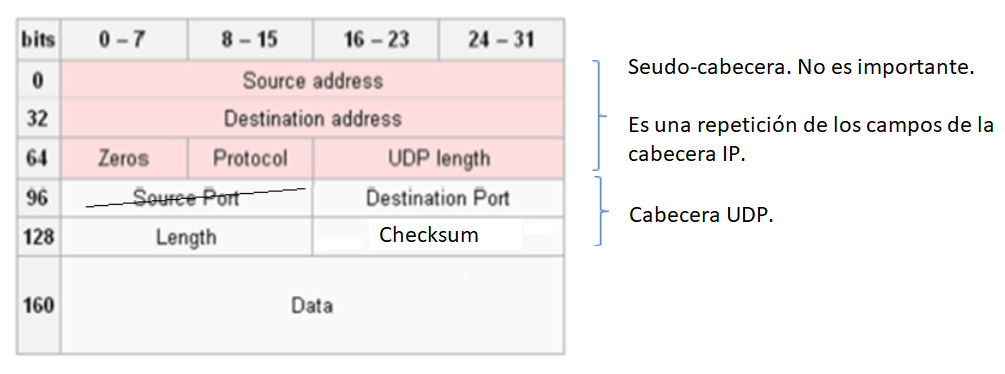 bits 0 – 7 8 – 15 16 – 23 24 – 31
0 Source address
32 Destination address
64 Zeros Protocol UDP length
96 Source Port Destination Port
128 Length Checksum
160 Data
Seudo-cabecera. No es importante.
Es una repetición de los campos de la
cabecera IP.
Cabecera UDP.